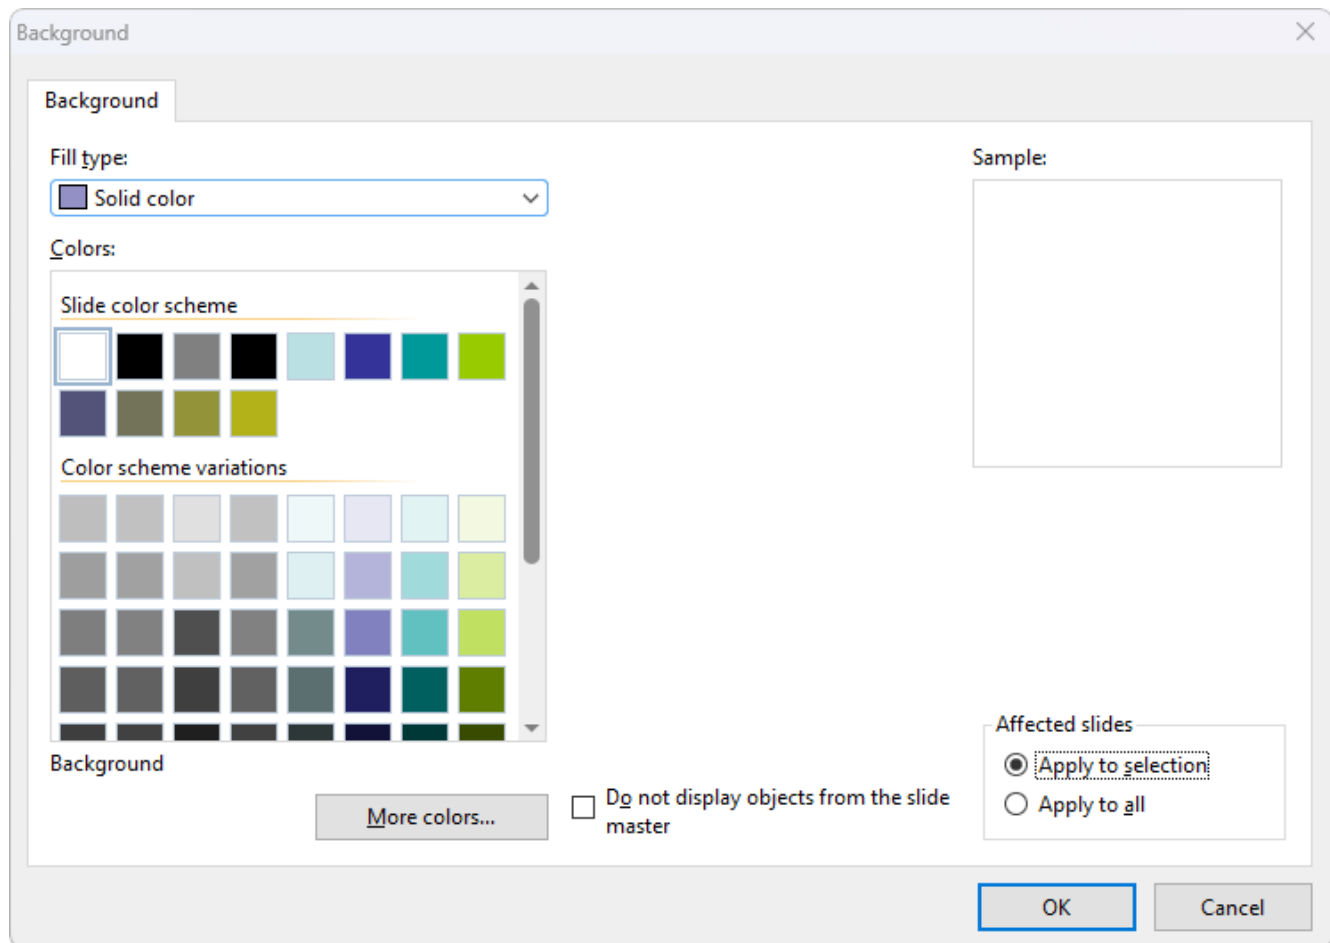 Background
Background
Fill type:
Sample:
Solid color
Colors:
Slide color scheme
Color scheme variations
Background
More colors...
Do not display objects from the slide
master
Affected slides
Apply to selection
Apply to all
OK
Cancel